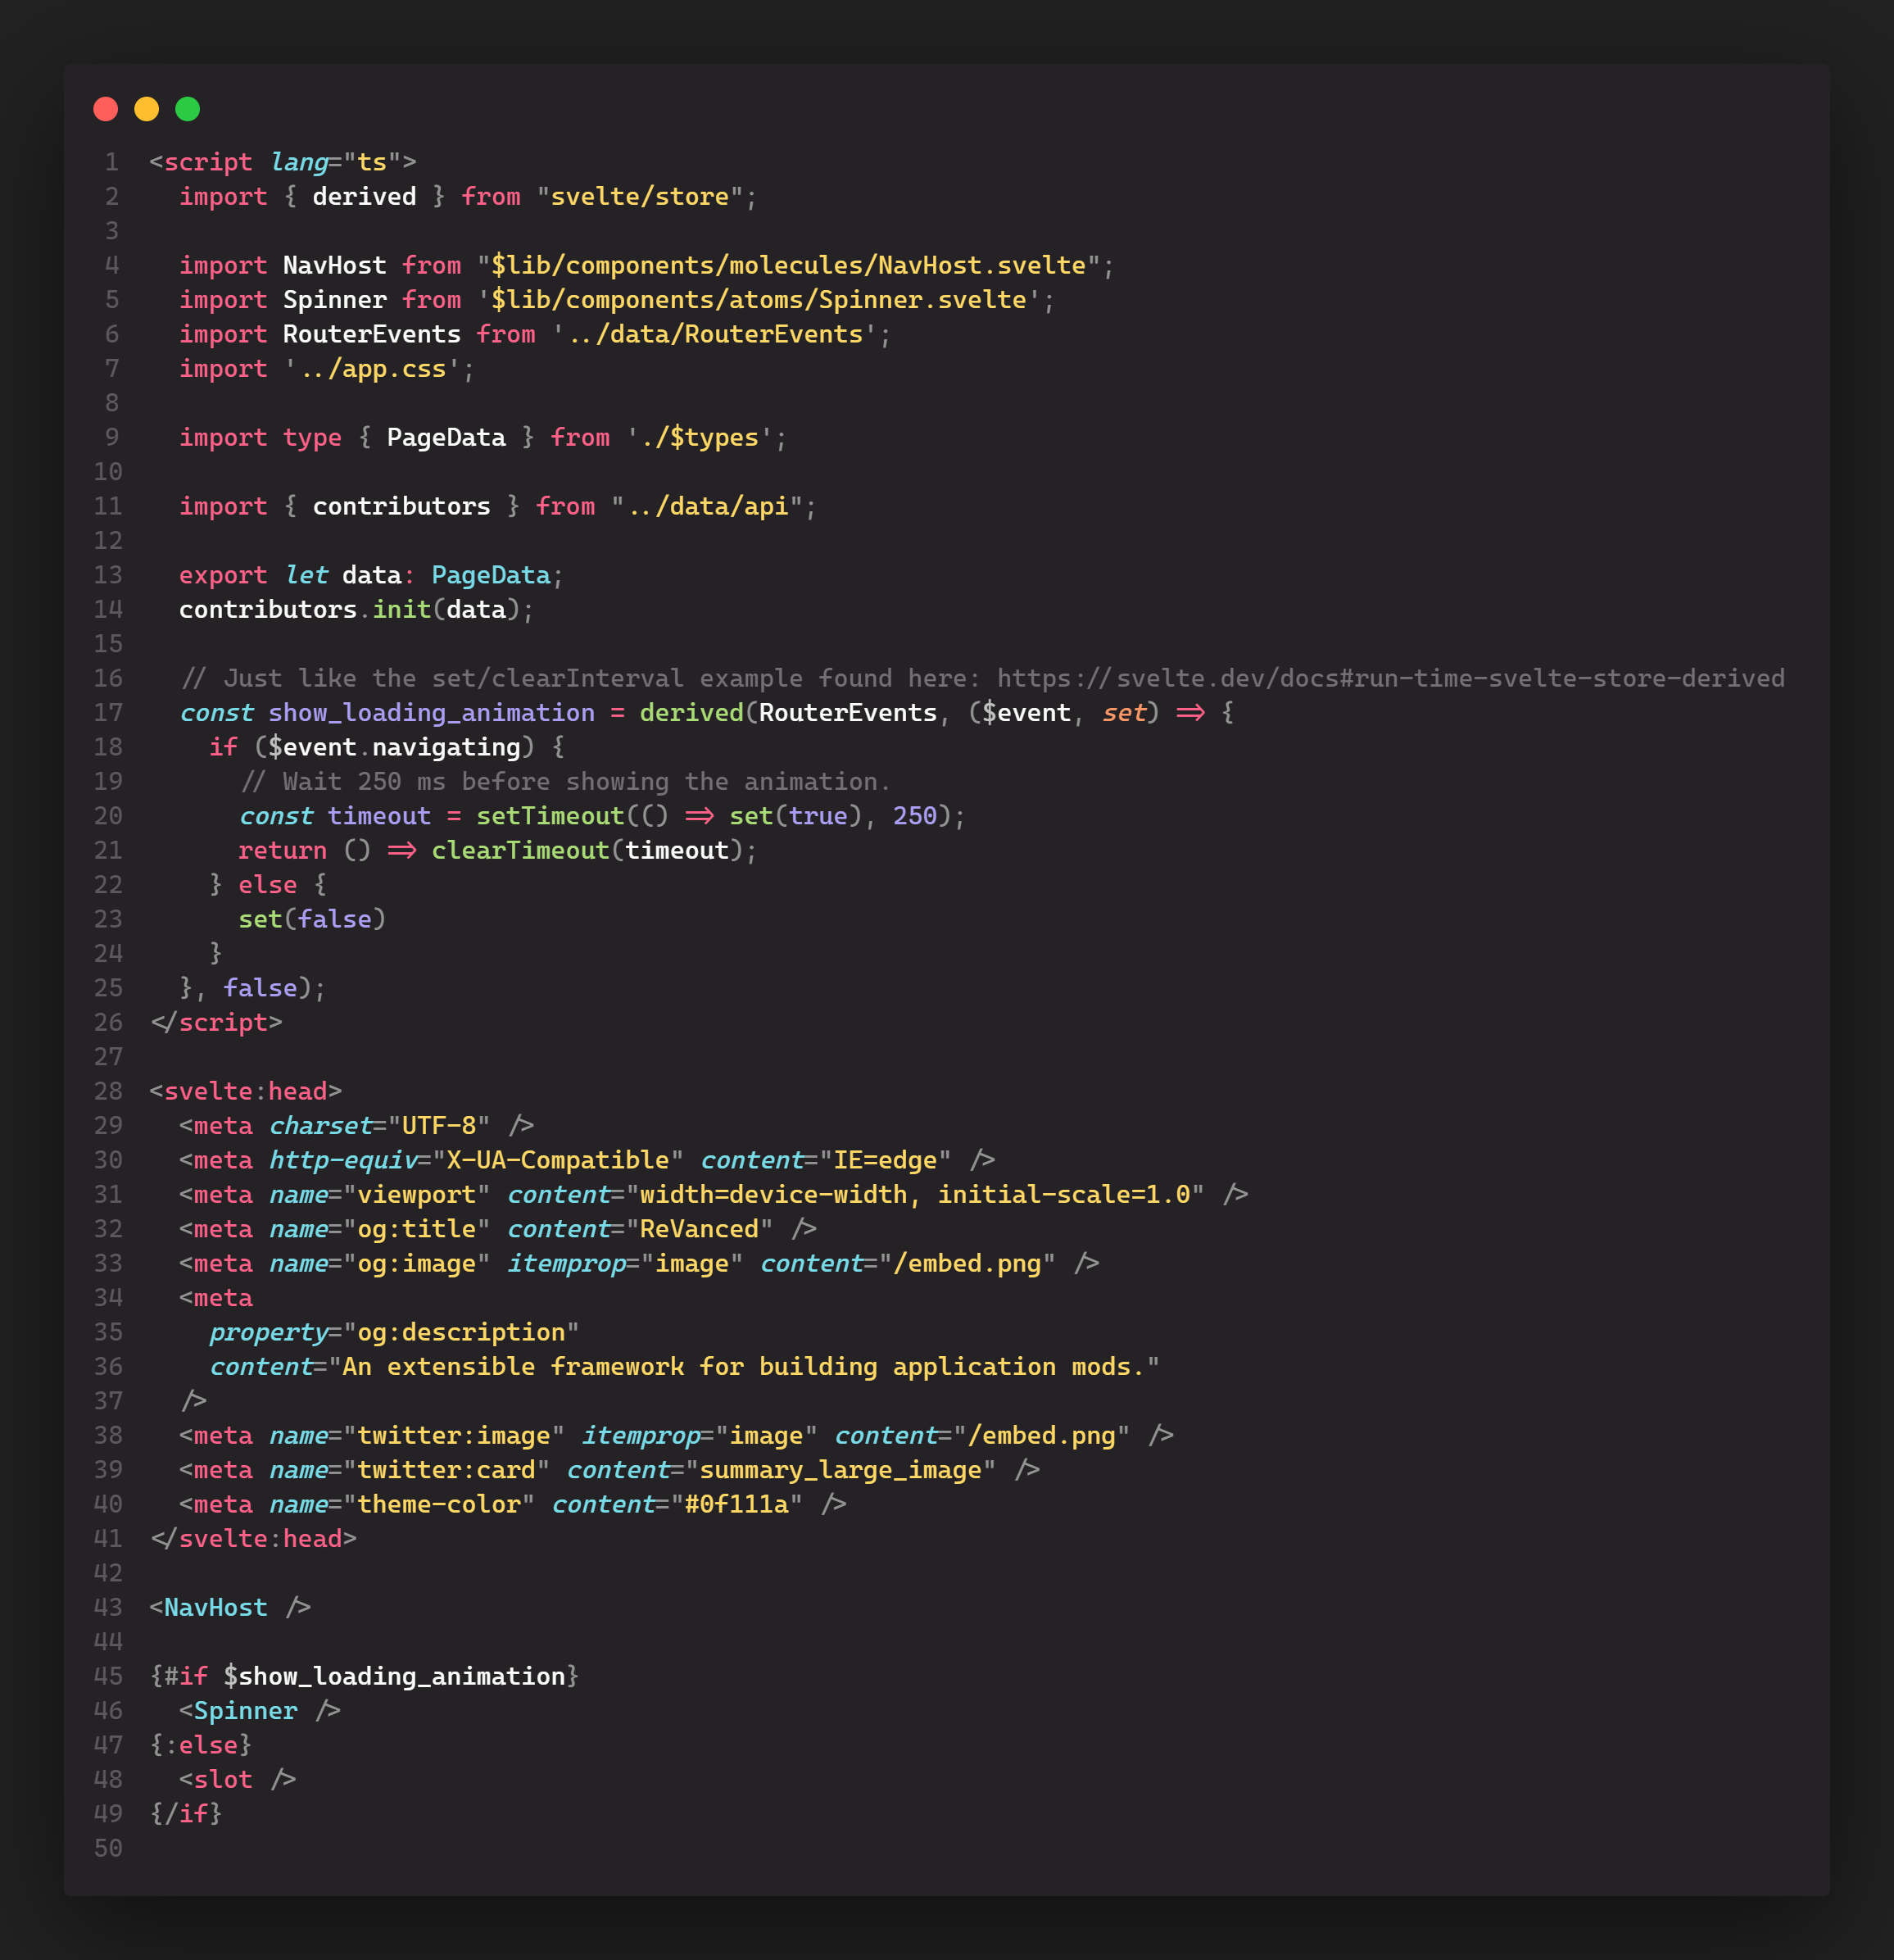 1 <script lang="ts">
2   import { derived } from "svelte/store";
3
4   import NavHost from "$lib/components/molecules/NavHost.svelte";
5   import Spinner from '$lib/components/atoms/Spinner.svelte';
6   import RouterEvents from '../data/RouterEvents';
7   import '../app.css';
8
9   import type { PageData } from './$types';
10
11   import { contributors } from "../data/api";
12
13   export let data: PageData;
14   contributors.init(data);
15
16   // Just like the set/clearInterval example found here: https://svelte.dev/docs#run-time-svelte-store-derived
17   const show_loading_animation = derived(RouterEvents, ($event, set) => {
18     if ($event.navigating) {
19       // Wait 250 ms before showing the animation.
20       const timeout = setTimeout(() => set(true), 250);
21       return () => clearTimeout(timeout);
22     } else {
23       set(false)
24     }
25   }, false);
26 </script>
27
28 <svelte:head>
29   <meta charset="UTF-8" />
30   <meta http-equiv="X-UA-Compatible" content="IE=edge" />
31   <meta name="viewport" content="width=device-width, initial-scale=1.0" />
32   <meta name="og:title" content="ReVanced" />
33   <meta name="og:image" itemprop="image" content="/embed.png" />
34   <meta
35     property="og:description"
36     content="An extensible framework for building application mods."
37   />
38   <meta name="twitter:image" itemprop="image" content="/embed.png" />
39   <meta name="twitter:card" content="summary_large_image" />
40   <meta name="theme-color" content="#0f111a" />
41 </svelte:head>
42
43 <NavHost />
44
45 {#if $show_loading_animation}
46   <Spinner />
47 {:else}
48   <slot />
49 {/if}
50